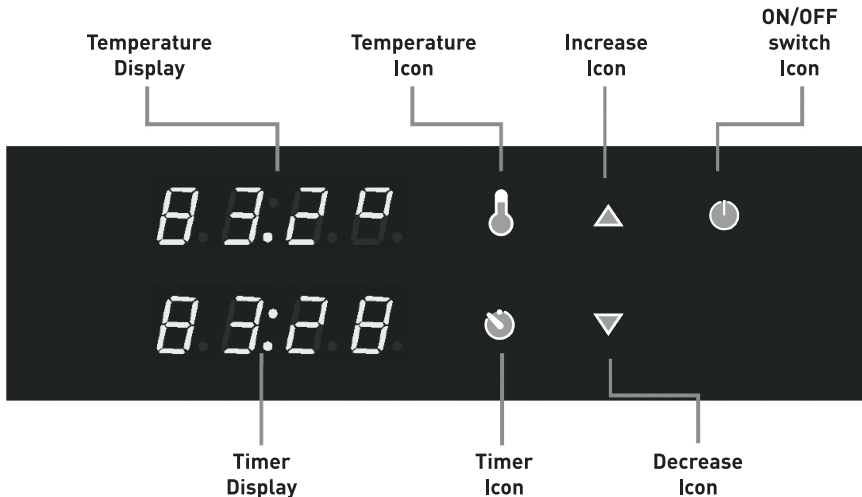 Temperature
Display
Temperature
Icon
Increase
Icon
ON/OFF
switch
Icon
83.2°
83:28
Timer
Display
Timer
Icon
Decrease
Icon